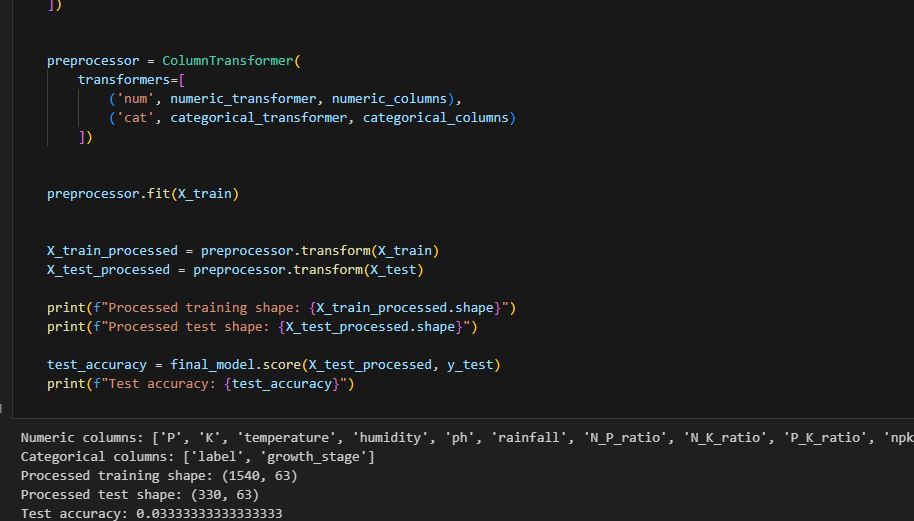 ])
preprocessor = ColumnTransformer(
    transformers=[
        ('num', numeric_transformer, numeric_columns),
        ('cat', categorical_transformer, categorical_columns)
    ])
preprocessor.fit(X_train)
X_train_processed = preprocessor.transform(X_train)
X_test_processed = preprocessor.transform(X_test)
print(f"Processed training shape: {X_train_processed.shape}")
print(f"Processed test shape: {X_test_processed.shape}")
test_accuracy = final_model.score(X_test_processed, y_test)
print(f"Test accuracy: {test_accuracy}")
Numeric columns: ['P', 'K', 'temperature', 'humidity', 'ph', 'rainfall', 'N_P_ratio', 'N_K_ratio', 'P_K_ratio', 'npk
Categorical columns: ['label', 'growth_stage']
Processed training shape: (1540, 63)
Processed test shape: (330, 63)
Test accuracy: 0.03333333333333333